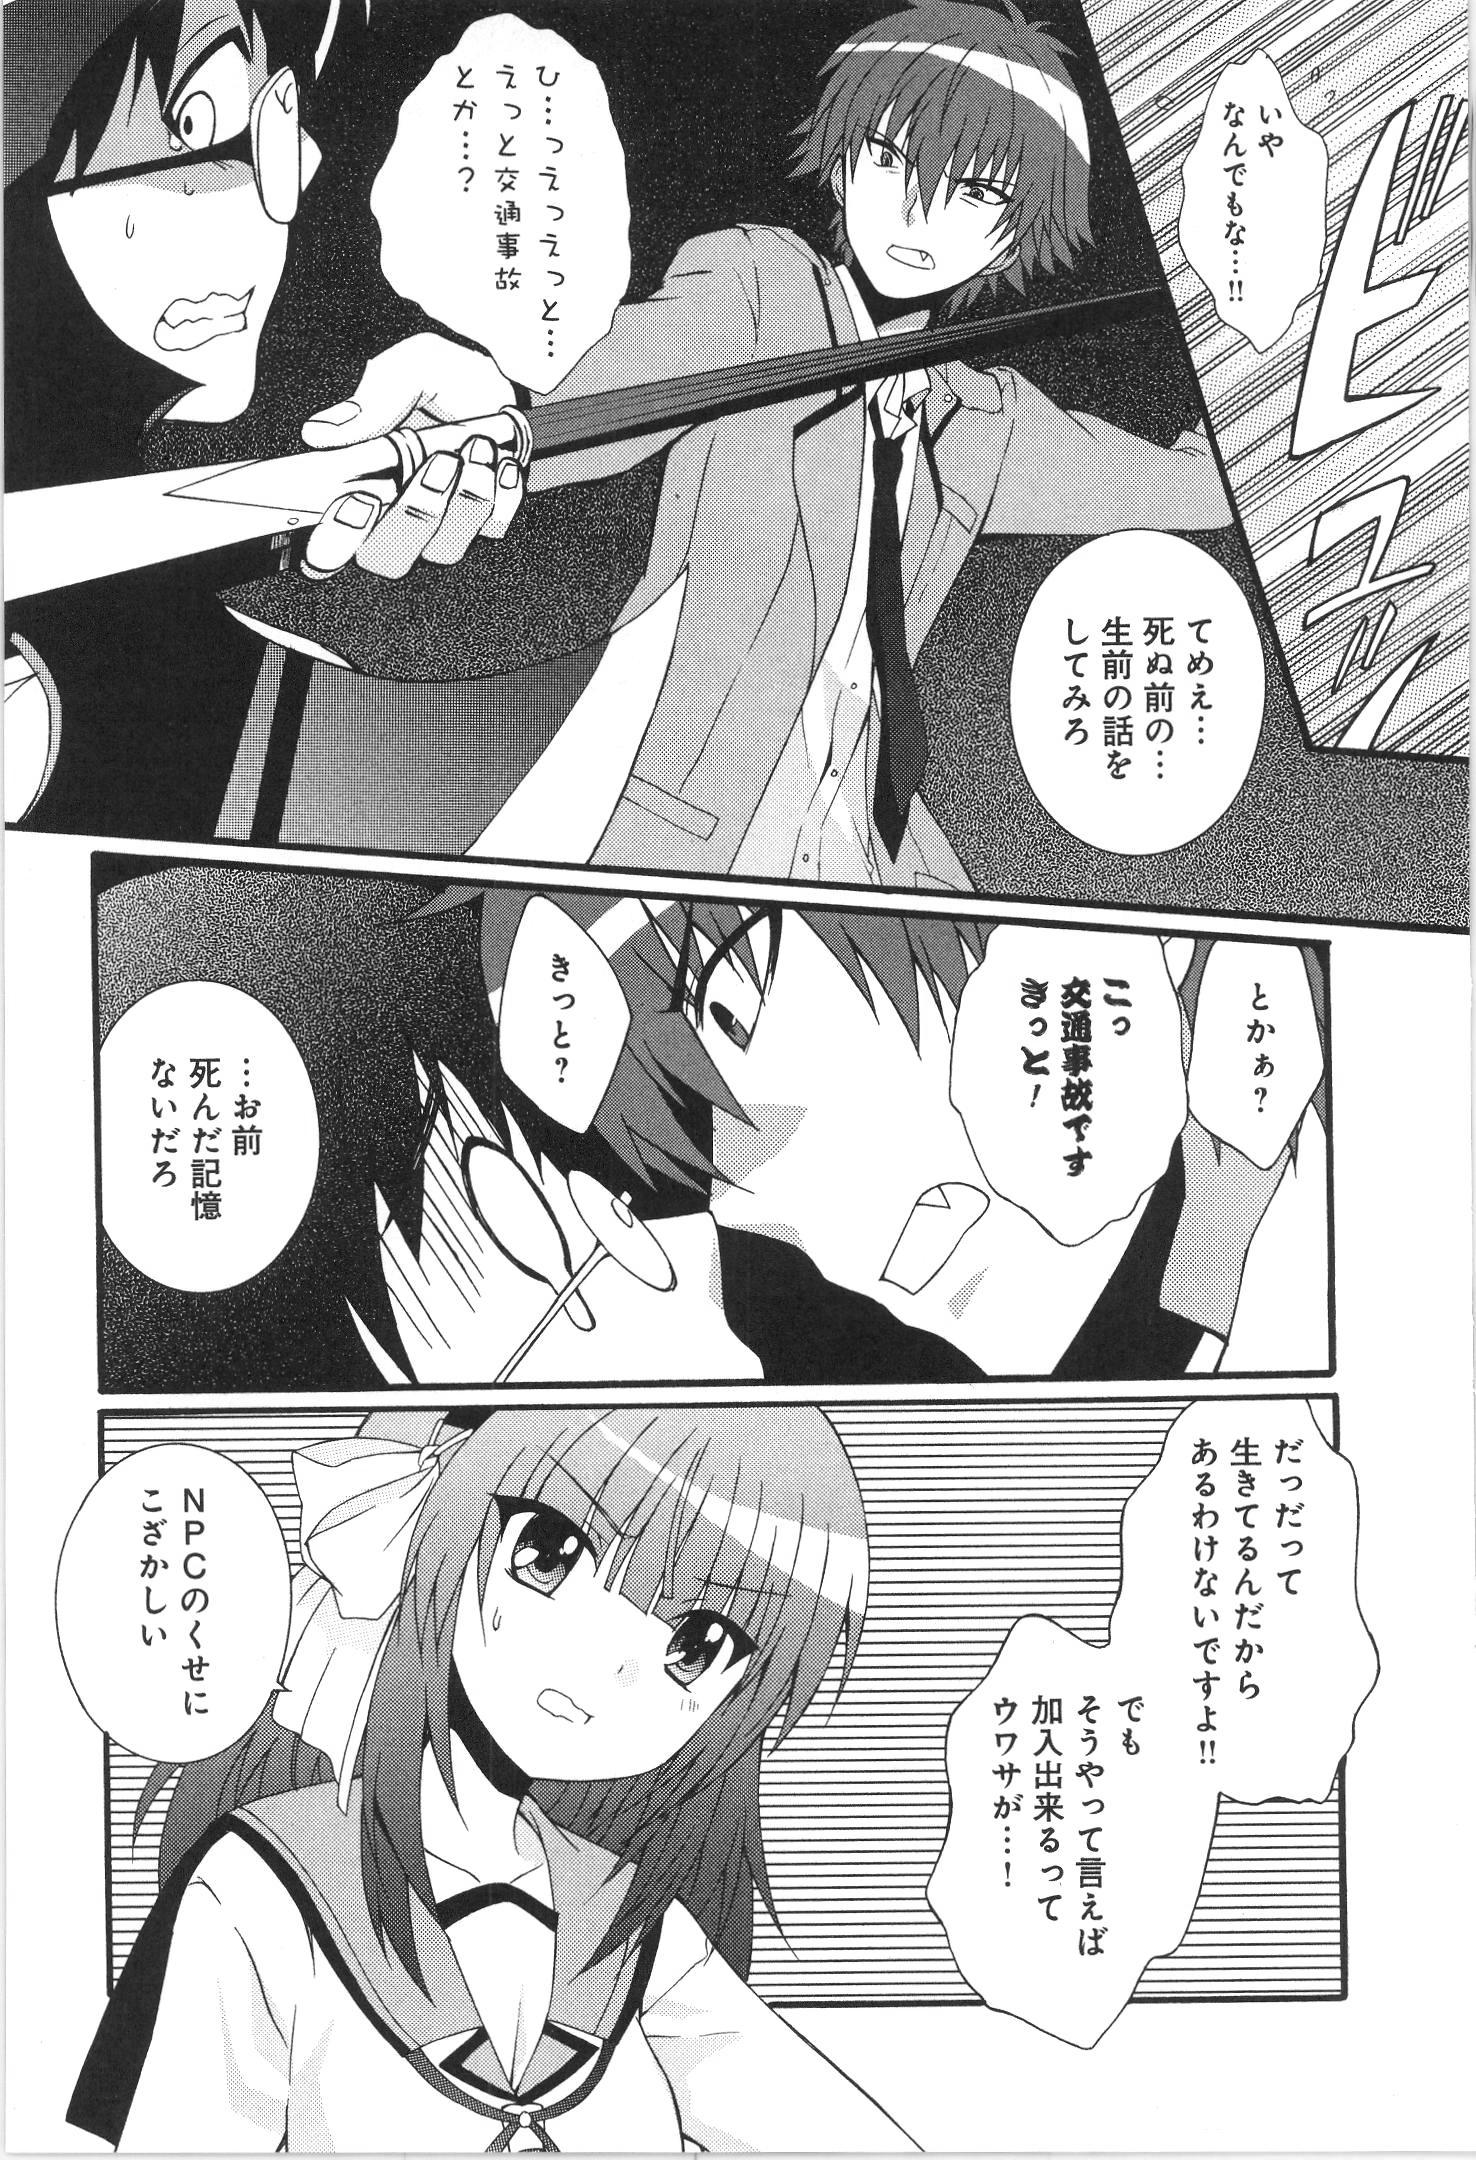 いや
なんでもな…!!
ビュ
てめえ…
死ぬ前の…
生前の話を
してみろ
ひ…っえっえっと…
えっと交通事故
とか…?
とかぁ?
こっ
交通事故です
きっと!
きっと?
…お前
死んだ記憶
ないだろ
だっだって
生きてるんだから
あるわけないですよ!!
でも
そうやって言えば
加入出来るって
ウワサが…!
NPCのくせに
こざかしい